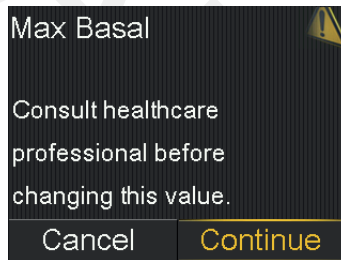 Max Basal
Consult healthcare
professional before
changing this value.
Cancel Continue